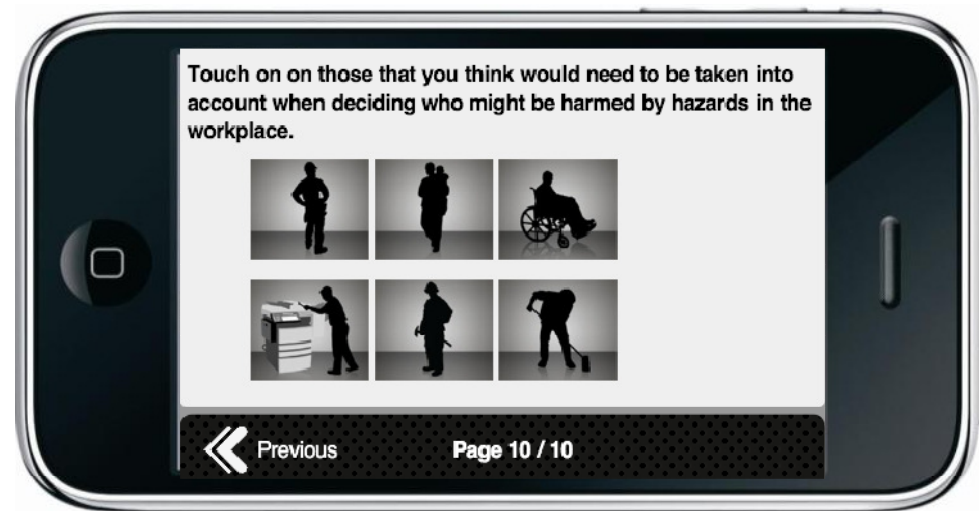 Touch on on those that you think would need to be taken into
account when deciding who might be harmed by hazards in the
workplace.
Previous
Page 10 / 10